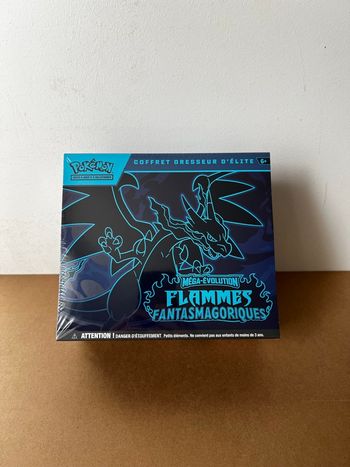 COFFRET DRESSEUR D'ÉLITE
6+
POKÉMON
MÉGA-ÉVOLUTION
FLAMMES
FANTASMAGORIQUES
ATTENTION ! DANGER D'ÉTOUFFEMENT Petits éléments. Ne convient pas aux enfants de moins de 3 ans.